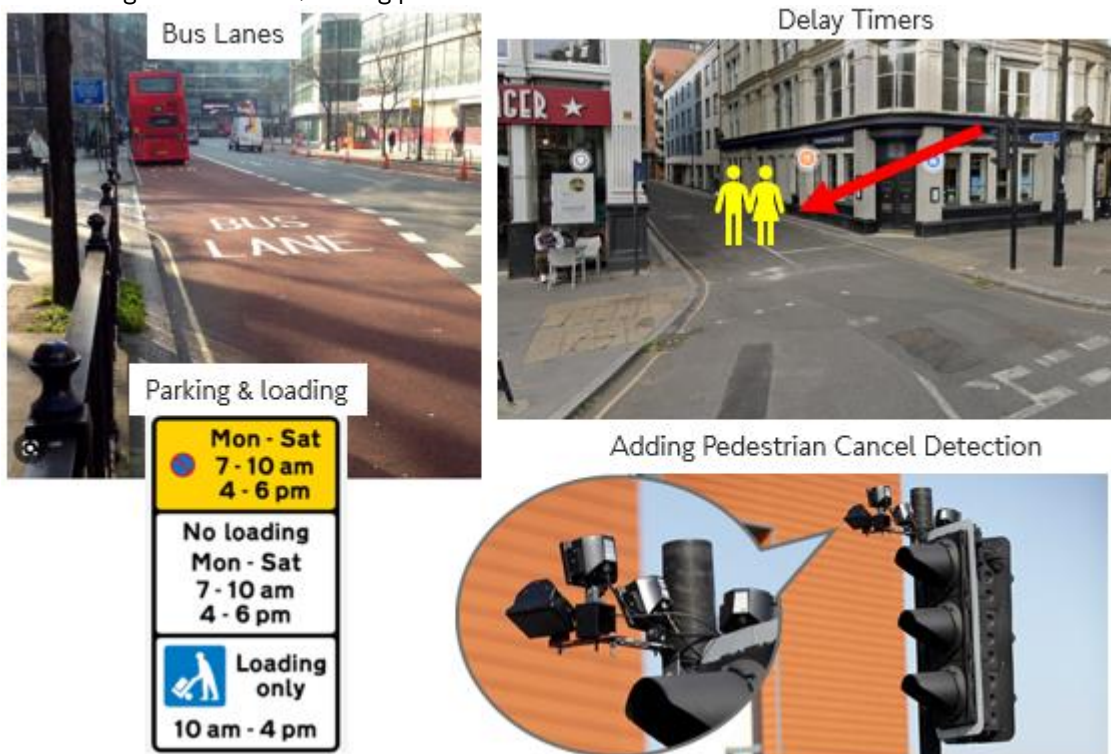 Bus Lanes
BUS
LANE
Delay Timers
GER
Parking & loading
Mon - Sat
7 - 10 am
4 - 6 pm
No loading
Mon - Sat
7 - 10 am
4 - 6 pm
Loading
only
10 am - 4 pm
Adding Pedestrian Cancel Detection